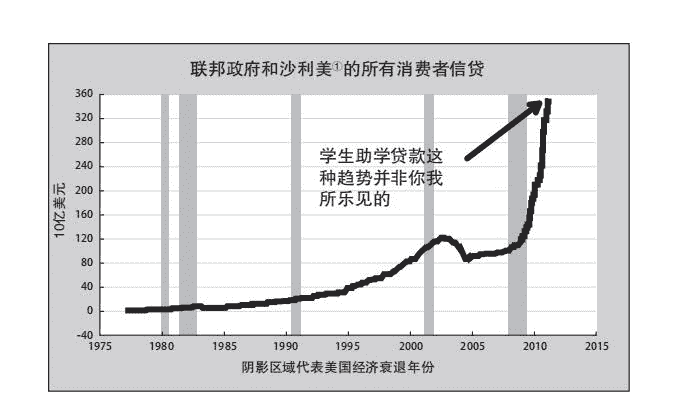 联邦政府和沙利美①的所有消费者信贷
360
320
280
240
200
160
120
80
40
0
-40
10亿美元
学生助学贷款这
种趋势并非你我
所乐见的
1975 1980 1985 1990 1995 2000 2005 2010 2015
阴影区域代表美国经济衰退年份